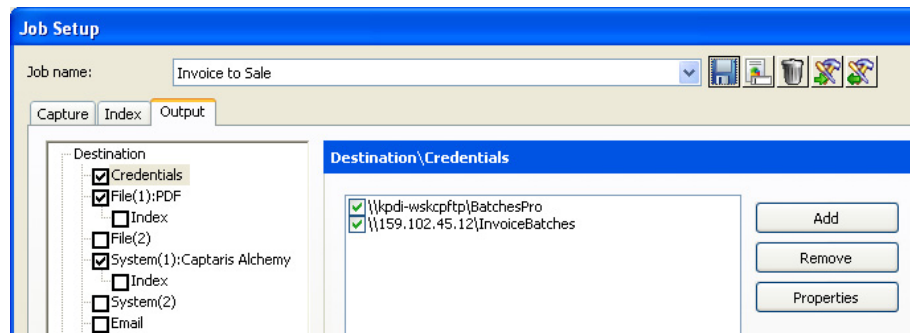 Job Setup
Job name: Invoice to Sale
Capture Index Output
Destination
Credentials
File(1):PDF
Index
File(2)
System(1):Captaris Alchemy
Index
System(2)
Email
Destination\Credentials
\\kpdi-wskcpftp\BatchesPro
\\159.102.45.12\InvoiceBatches
Add
Remove
Properties